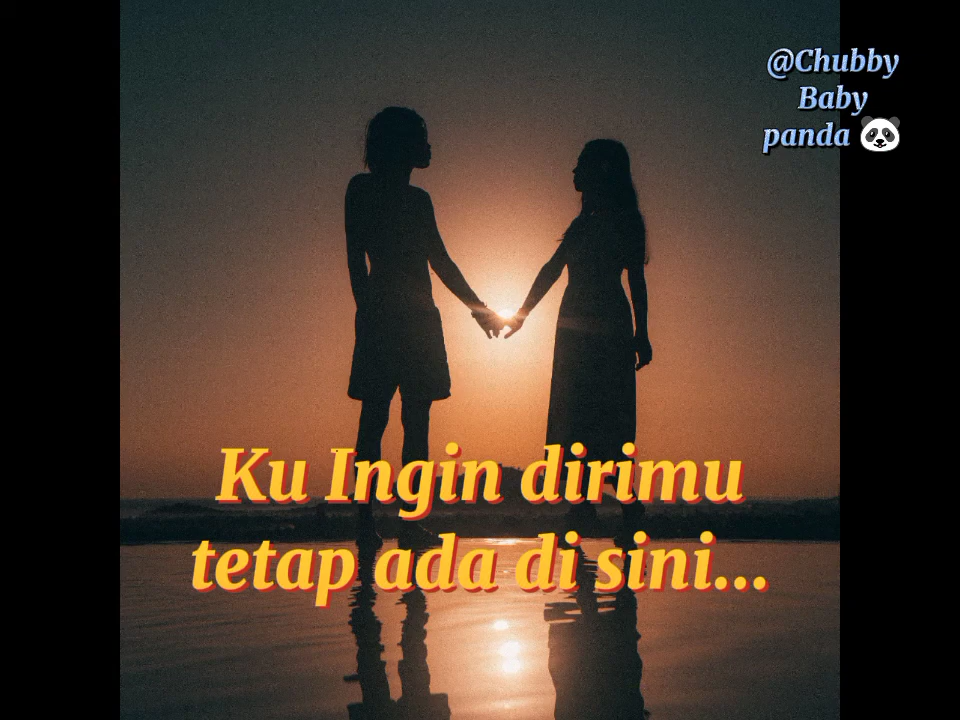 @Chubby
Baby
panda 🐼
Ku Ingin dirimu
tetap ada di sini...